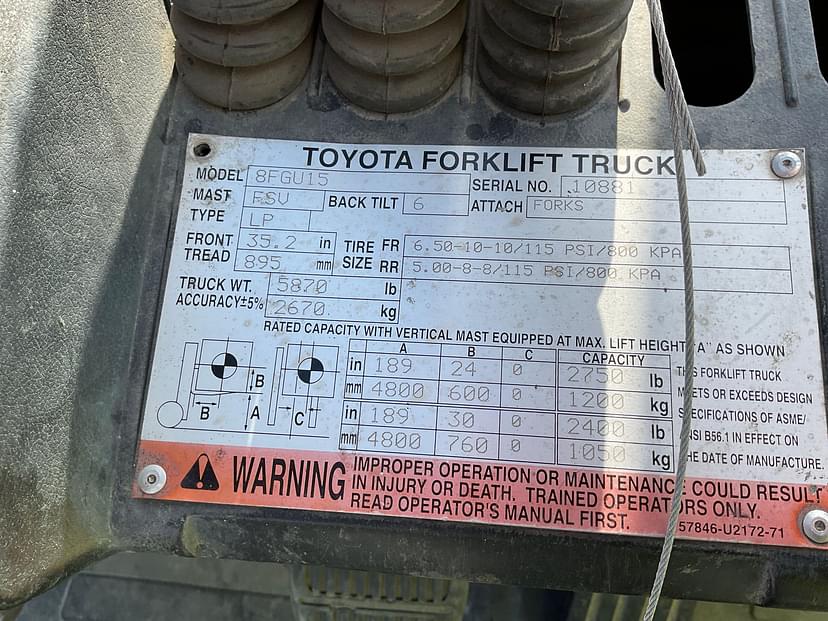 TOYOTA FORKLIFT TRUCK
MODEL 8FGU15 SERIAL NO. 10881
MAST FSV BACK TILT 6 ATTACH FORKS
TYPE LP
FRONT TREAD 35.2 in TIRE SIZE FR 6.50-10-10/115 PSI/800 KPA
895 mm RR 5.00-8-8/115 PSI/800 KPA
TRUCK WT. 5870 lb
ACCURACY±5% 2670 kg
RATED CAPACITY WITH VERTICAL MAST EQUIPPED AT MAX. LIFT HEIGHT "A" AS SHOWN
A B C CAPACITY
in 189 24 0 2750 lb THIS FORKLIFT TRUCK
mm 4800 600 0 1200 kg MEETS OR EXCEEDS DESIGN
in 189 30 0 2400 lb SPECIFICATIONS OF ASME/
mm 4800 760 0 1050 kg ANSI B56.1 IN EFFECT ON
THE DATE OF MANUFACTURE.
B B A C
WARNING
IMPROPER OPERATION OR MAINTENANCE COULD RESULT
IN INJURY OR DEATH. TRAINED OPERATORS ONLY.
READ OPERATOR'S MANUAL FIRST.
57846-U2172-71